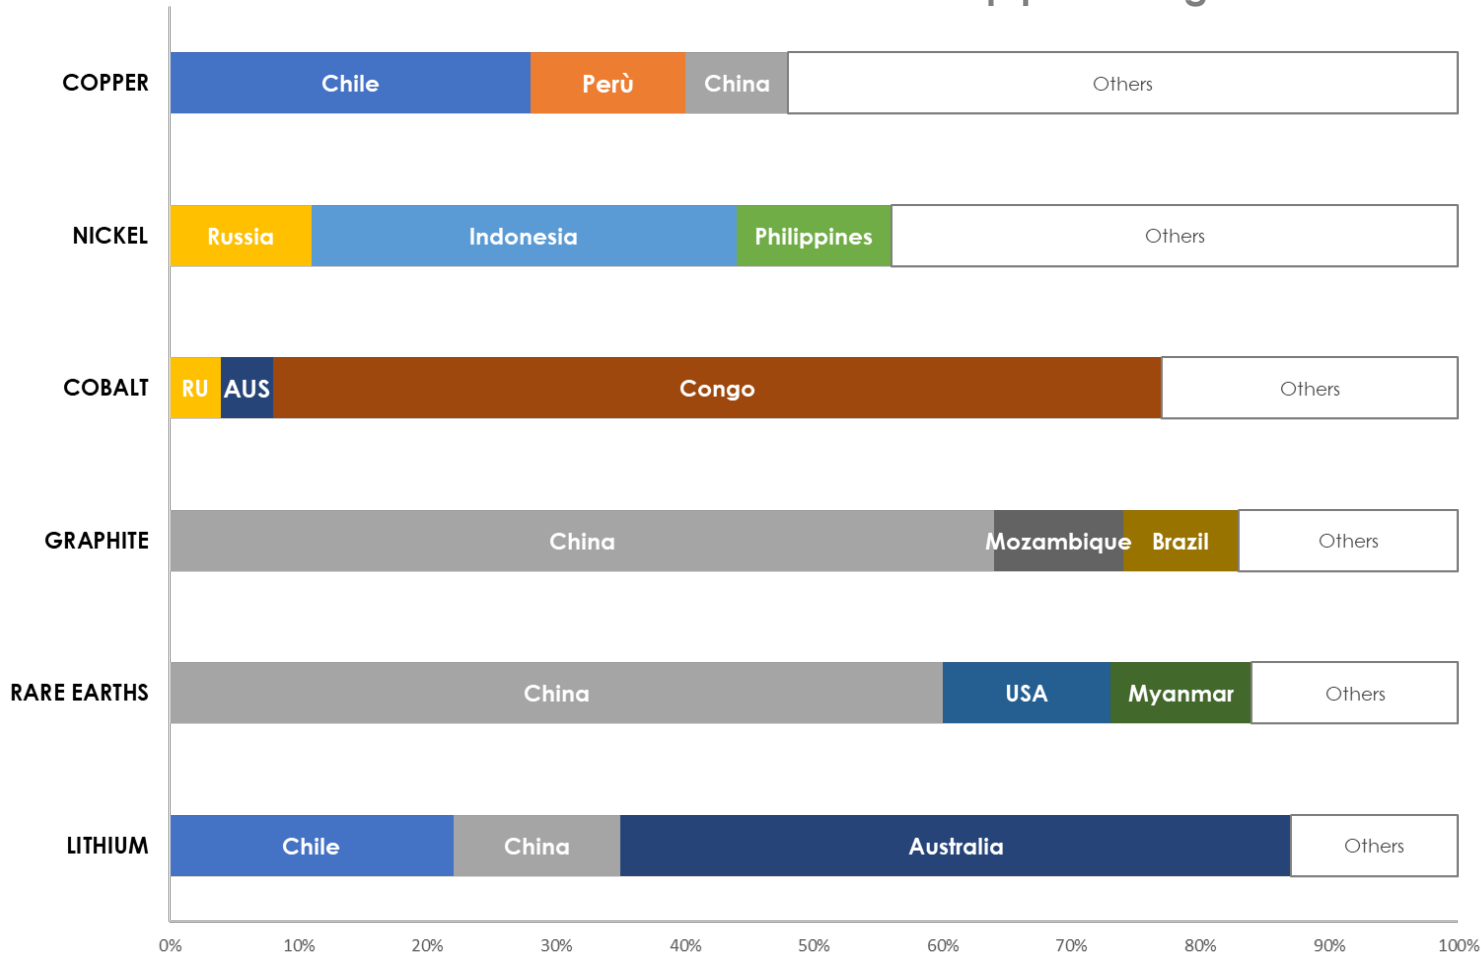 COPPER Chile Perù China Others
NICKEL Russia Indonesia Philippines Others
COBALT RU AUS Congo Others
GRAPHITE China Mozambique Brazil Others
RARE EARTHS China USA Myanmar Others
LITHIUM Chile China Australia Others
0% 10% 20% 30% 40% 50% 60% 70% 80% 90% 100%